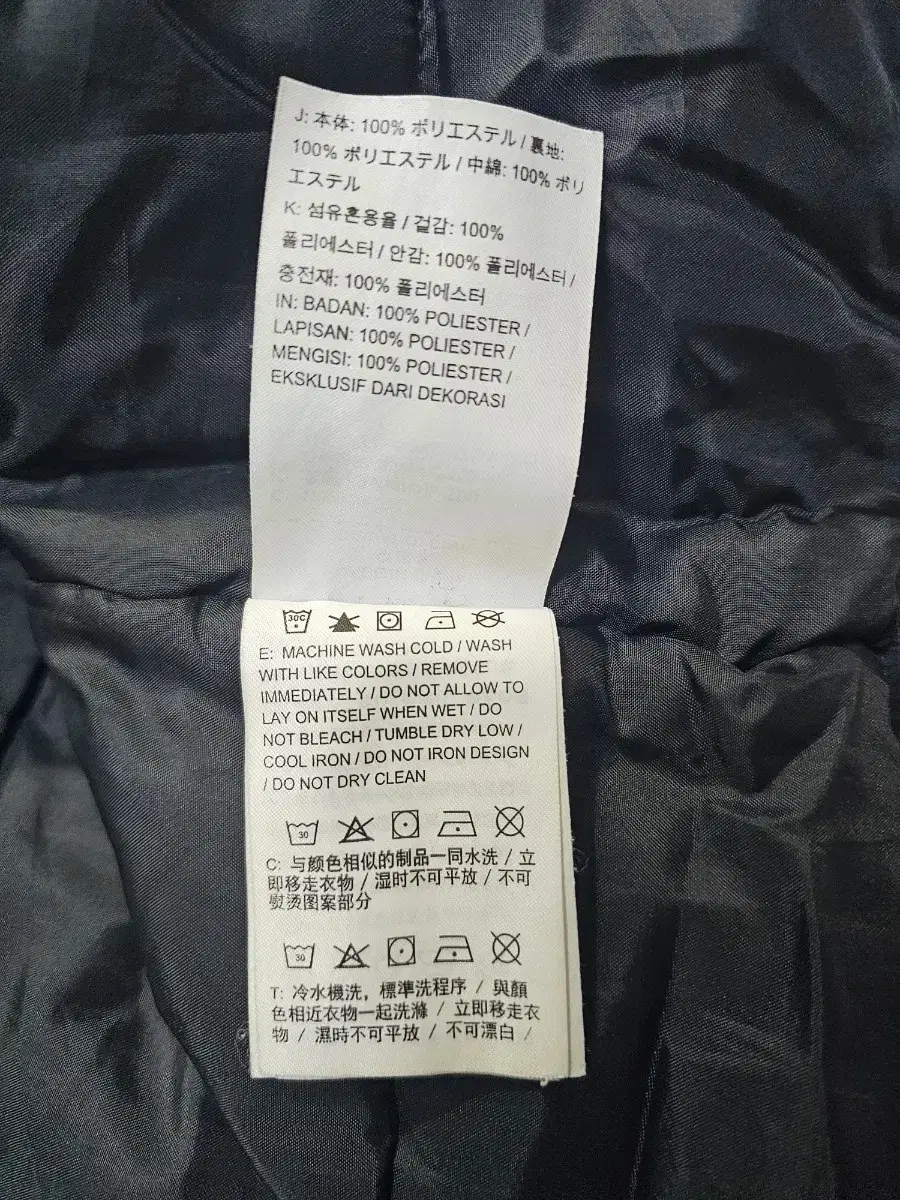 J: 本体: 100% ポリエステル / 裏地:
100% ポリエステル / 中綿: 100% ポリ
エステル
K: 섬유혼용율 / 겉감: 100%
폴리에스터 / 안감: 100% 폴리에스터 /
충전재: 100% 폴리에스터
IN: BADAN: 100% POLIESTER /
LAPISAN: 100% POLIESTER /
MENGISI: 100% POLIESTER /
EKSKLUSIF DARI DEKORASI
30C
E: MACHINE WASH COLD / WASH
WITH LIKE COLORS / REMOVE
IMMEDIATELY / DO NOT ALLOW TO
LAY ON ITSELF WHEN WET / DO
NOT BLEACH / TUMBLE DRY LOW /
COOL IRON / DO NOT IRON DESIGN
/ DO NOT DRY CLEAN
30
C: 与颜色相似的制品一同水洗 / 立
即移走衣物 / 湿时不可平放 / 不可
熨烫图案部分
30
T: 冷水機洗，標準洗程序 / 與顏
色相近衣物一起洗滌 / 立即移走衣
物 / 濕時不可平放 / 不可漂白 /